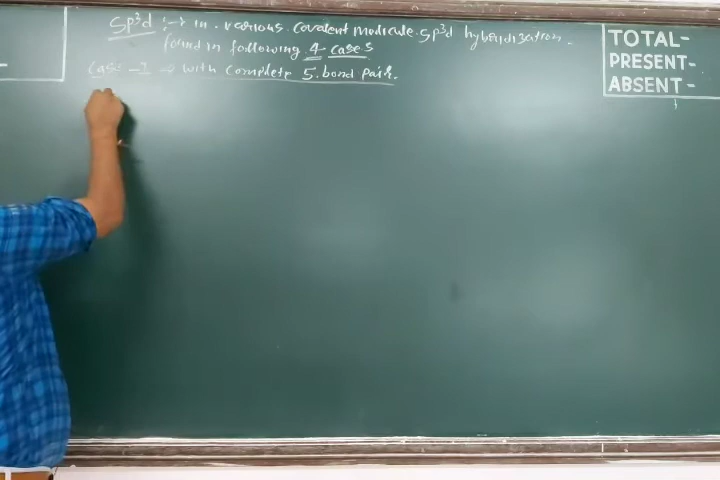 SP³d :→ in various covalent molecule SP³d hybridization
found in following 4 cases
Case - I → with complete 5 bond pair.
TOTAL-
PRESENT-
ABSENT-